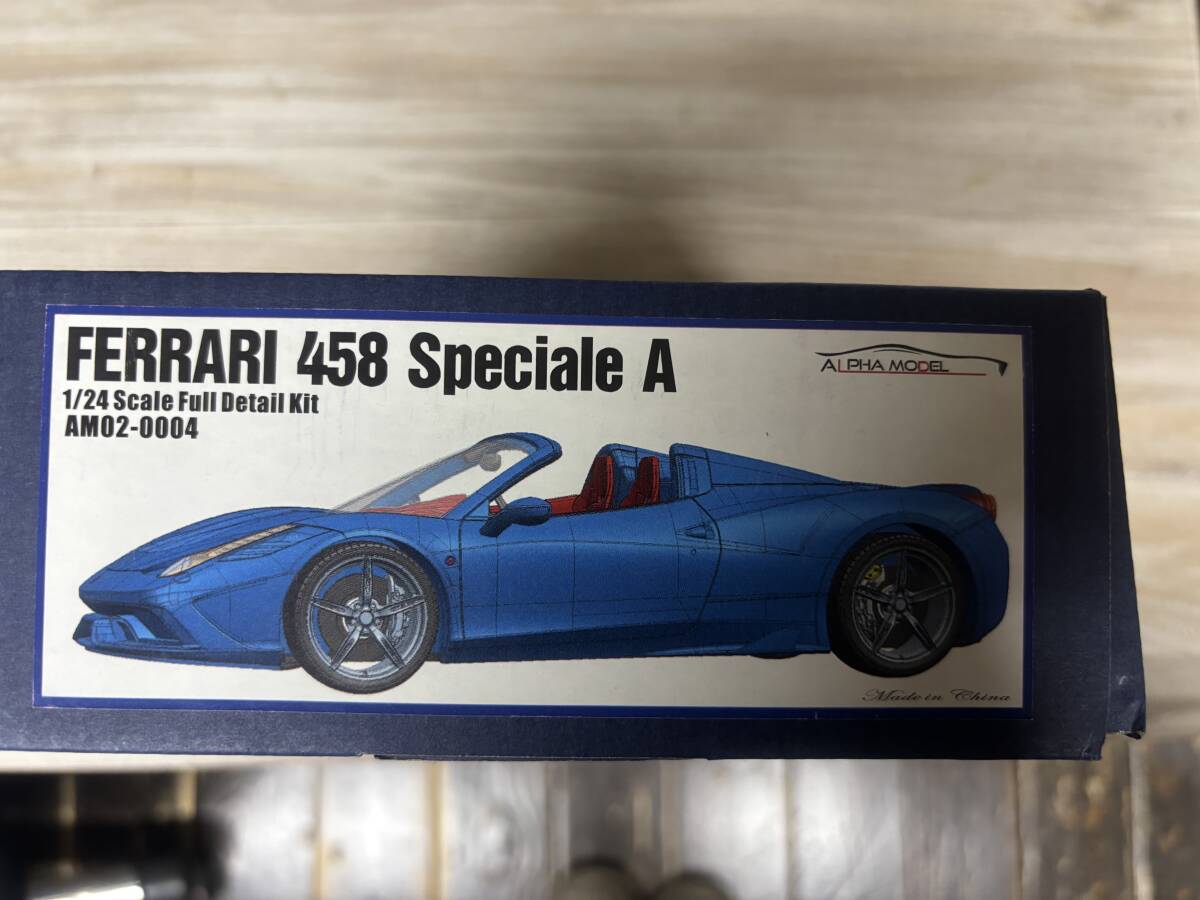 FERRARI 458 Speciale A
1/24 Scale Full Detail Kit
AM02-0004
ALPHA MODEL
Made in China